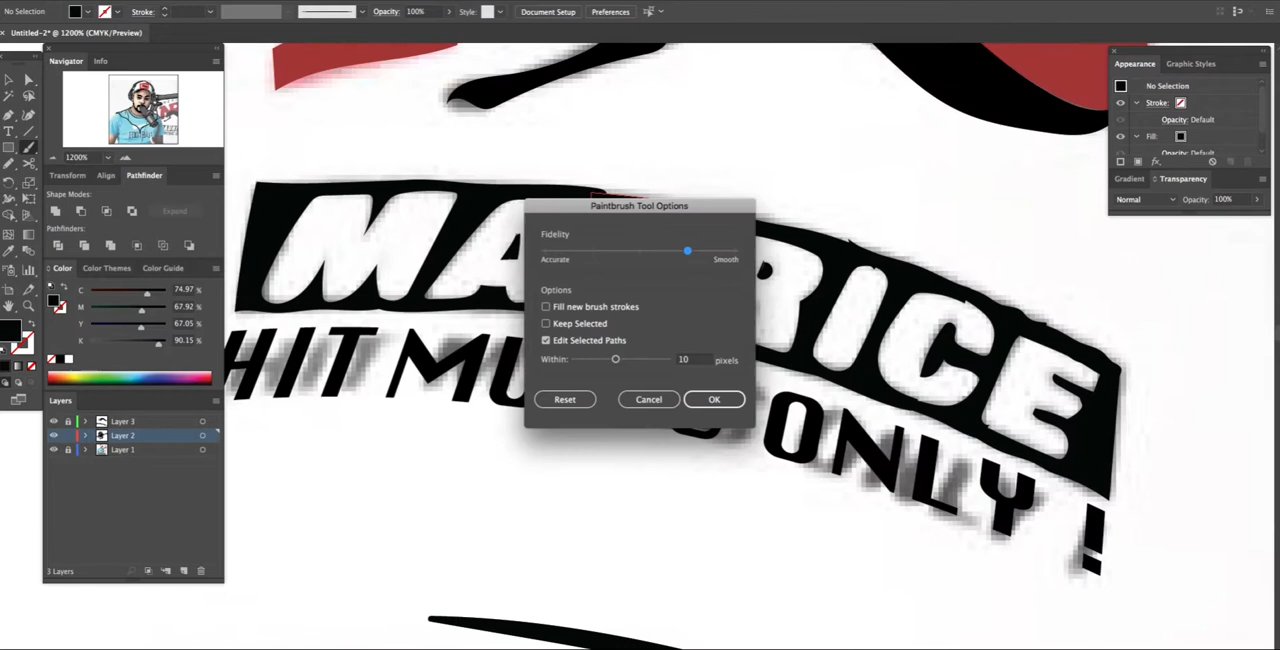 No Selection Stroke: Opacity: 100% Style: Document Setup Preferences
Untitled-2* @ 1200% (CMYK/Preview)
Navigator Info
1200%
Transform Align Pathfinder
Shape Modes:
Expand
Pathfinders:
Color Color Themes Color Guide
C 74.97 %
M 67.92 %
Y 67.05 %
K 90.15 %
Layers
Layer 3
Layer 2
Layer 1
3 Layers
Paintbrush Tool Options
Fidelity
Accurate Smooth
Options
Fill new brush strokes
Keep Selected
Edit Selected Paths
Within: 10 pixels
Reset Cancel OK
ONLY !
Appearance Graphic Styles
No Selection
Stroke:
Opacity: Default
Fill:
Opacity: Default
Gradient Transparency
Normal Opacity: 100%